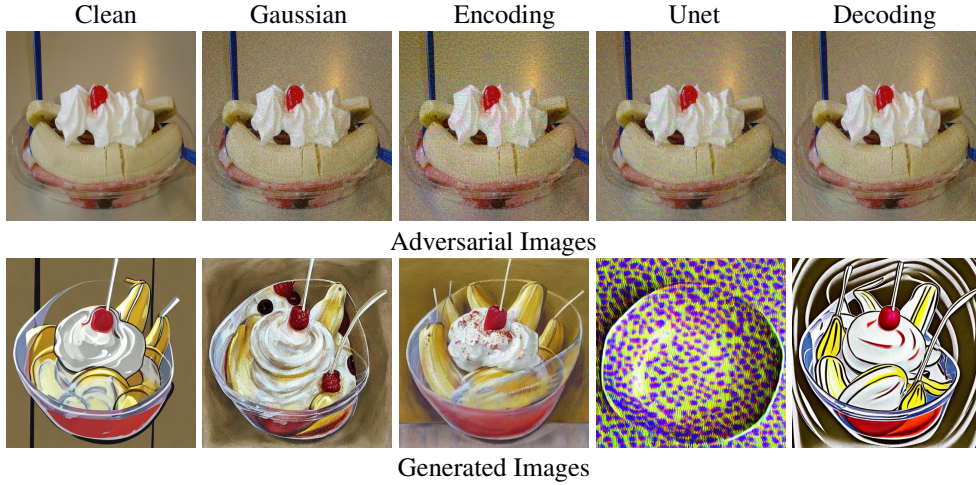 Clean Gaussian Encoding Unet Decoding
Adversarial Images
Generated Images